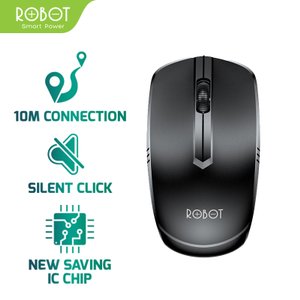 ROBOT
Smart Power
10M CONNECTION
SILENT CLICK
NEW SAVING
IC CHIP
ROBOT